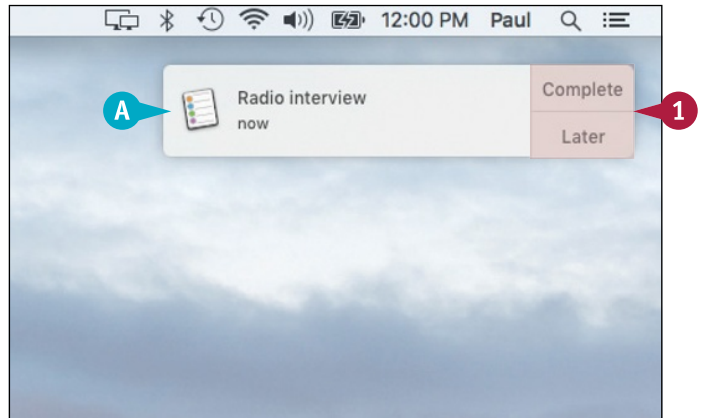 12:00 PM Paul
A
Radio interview
now
Complete
Later
1